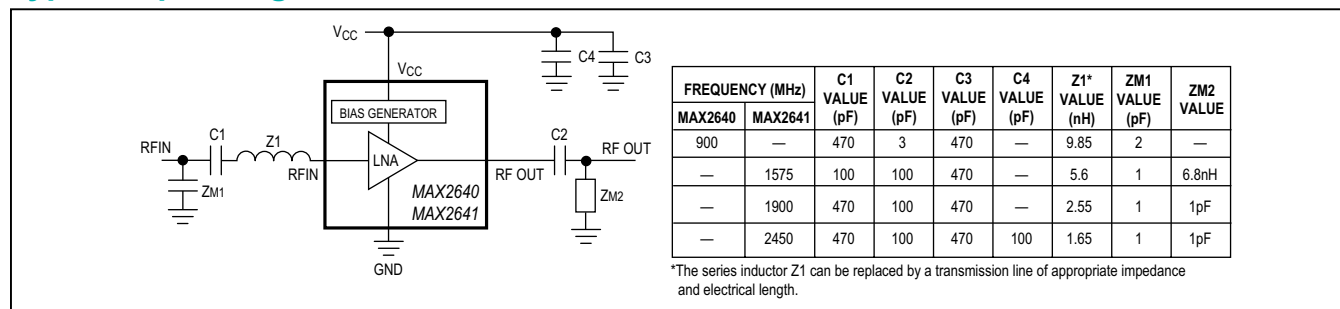 VCC
C4
C3
VCC
BIAS GENERATOR
C1
Z1
C2
RFIN
RF OUT
LNA
RFIN
RF OUT
ZM1
MAX2640
ZM2
MAX2641
GND
FREQUENCY (MHz) C1 VALUE (pF) C2 VALUE (pF) C3 VALUE (pF) C4 VALUE (pF) Z1* VALUE (nH) ZM1 VALUE (pF) ZM2 VALUE
MAX2640 MAX2641
900 — 470 3 470 — 9.85 2 —
— 1575 100 100 470 — 5.6 1 6.8nH
— 1900 470 100 470 — 2.55 1 1pF
— 2450 470 100 470 100 1.65 1 1pF
*The series inductor Z1 can be replaced by a transmission line of appropriate impedance
and electrical length.